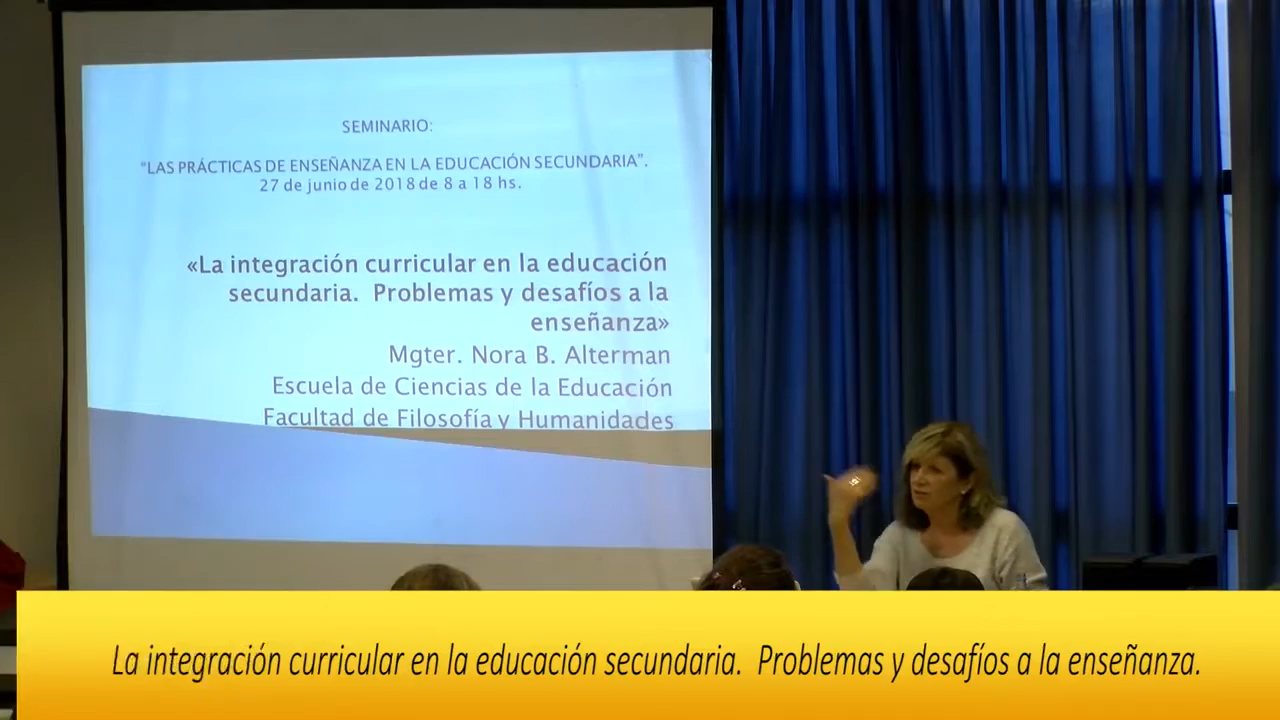 SEMINARIO:
"LAS PRÁCTICAS DE ENSEÑANZA EN LA EDUCACIÓN SECUNDARIA".
27 de junio de 2018 de 8 a 18 hs.
«La integración curricular en la educación
secundaria. Problemas y desafíos a la
enseñanza»
Mgter. Nora B. Alterman
Escuela de Ciencias de la Educación
Facultad de Filosofía y Humanidades
La integración curricular en la educación secundaria. Problemas y desafíos a la enseñanza.